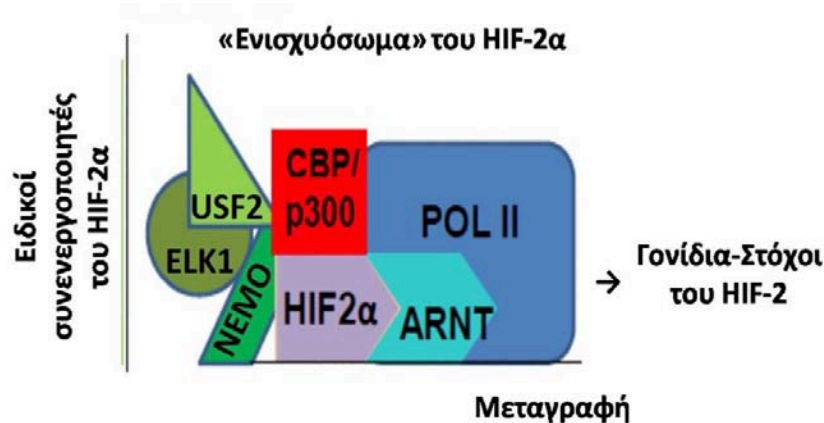 «Ενισχυόσωμα» του HIF-2α
Ειδικοί
συνενεργοποιητές
του HIF-2α
USF2
ELK1
NEMO
CBP/
p300
HIF2α
ARNT
POL II
→ Γονίδια-Στόχοι
του HIF-2
Μεταγραφή